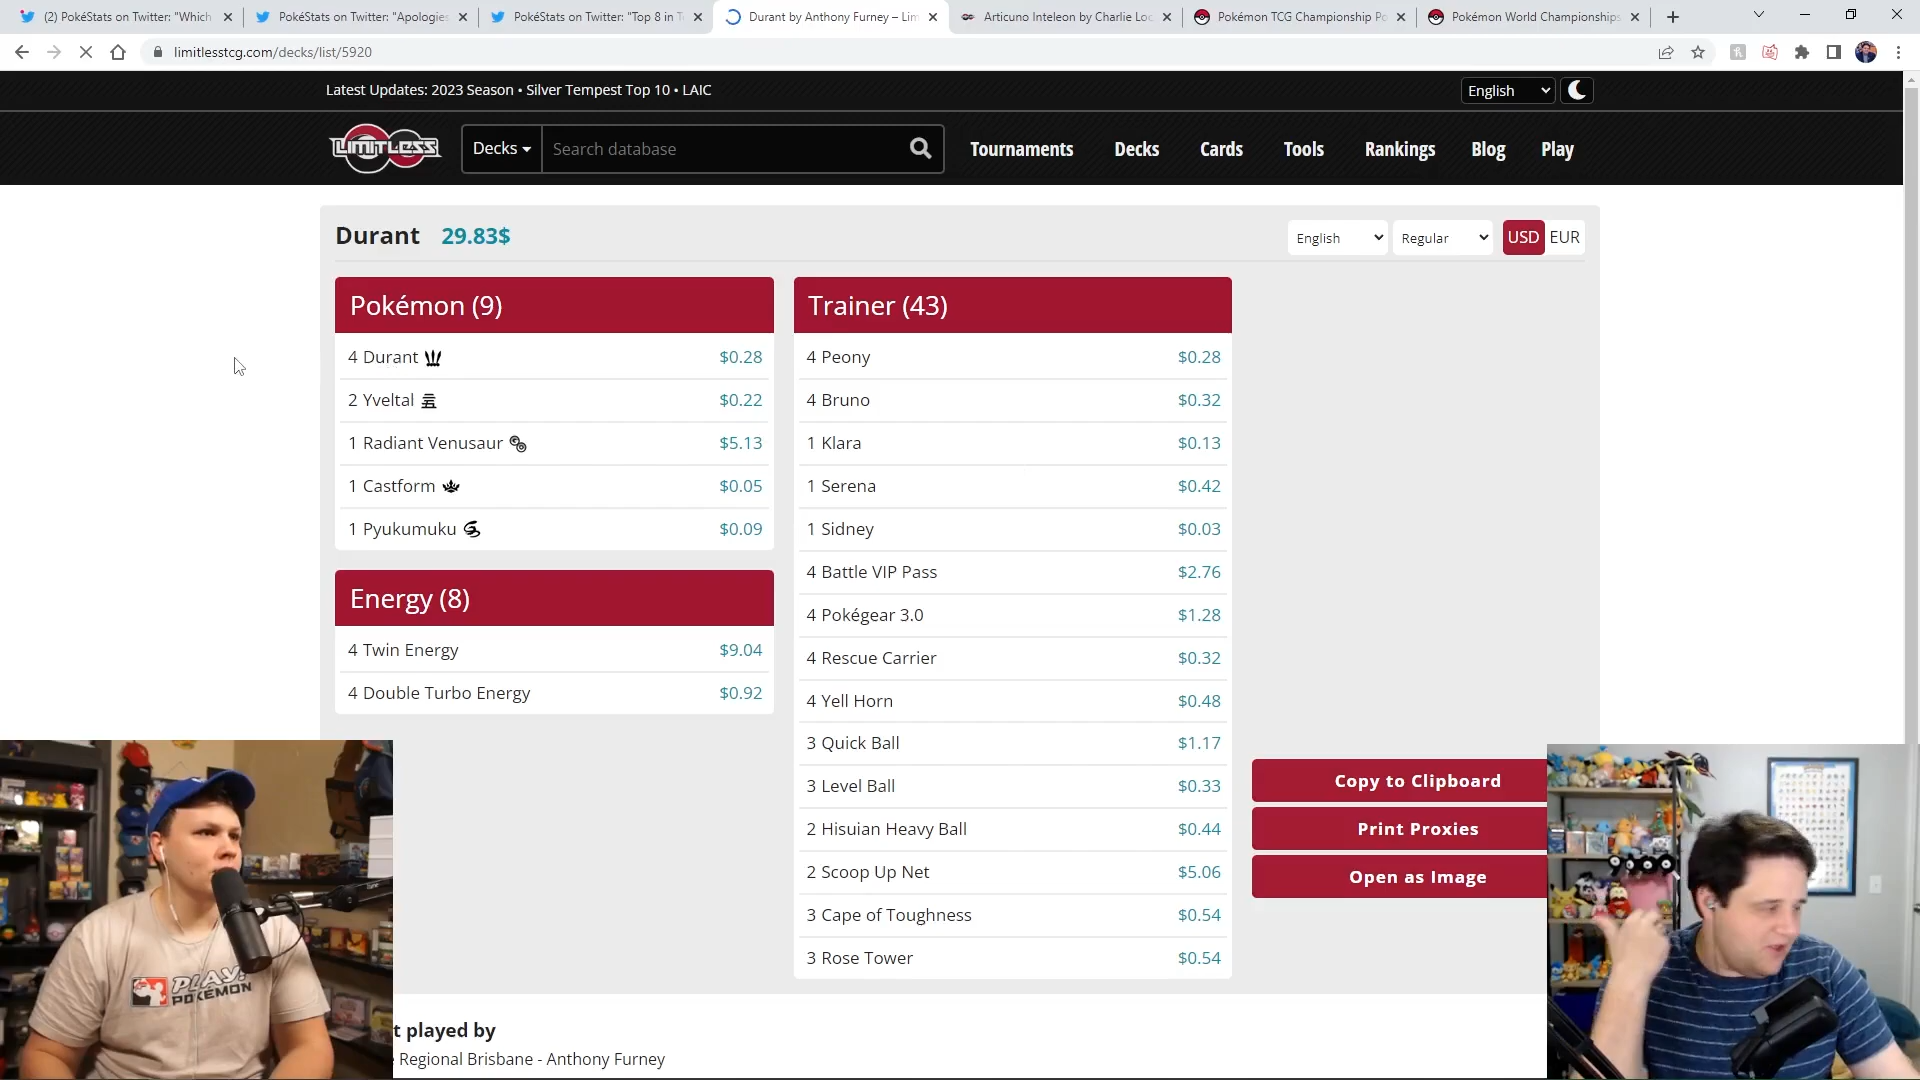 (2) PokéStats on Twitter: "Which
PokéStats on Twitter: "Apologies
PokéStats on Twitter: "Top 8 in T
Durant by Anthony Furney – Lim
Articuno Inteleon by Charlie Loc
Pokémon TCG Championship Po
Pokémon World Championships
limitlesstcg.com/decks/list/5920
Latest Updates: 2023 Season • Silver Tempest Top 10 • LAIC
English
LIMITLESS
Decks
Search database
Tournaments
Decks
Cards
Tools
Rankings
Blog
Play
Durant 29.83$
English
Regular
USD
EUR
Pokémon (9)
4 Durant $0.28
2 Yveltal $0.22
1 Radiant Venusaur $5.13
1 Castform $0.05
1 Pyukumuku $0.09
Energy (8)
4 Twin Energy $9.04
4 Double Turbo Energy $0.92
Trainer (43)
4 Peony $0.28
4 Bruno $0.32
1 Klara $0.13
1 Serena $0.42
1 Sidney $0.03
4 Battle VIP Pass $2.76
4 Pokégear 3.0 $1.28
4 Rescue Carrier $0.32
4 Yell Horn $0.48
3 Quick Ball $1.17
3 Level Ball $0.33
2 Hisuian Heavy Ball $0.44
2 Scoop Up Net $5.06
3 Cape of Toughness $0.54
3 Rose Tower $0.54
Copy to Clipboard
Print Proxies
Open as Image
PLAY!
POKÉMON
t played by
Regional Brisbane - Anthony Furney